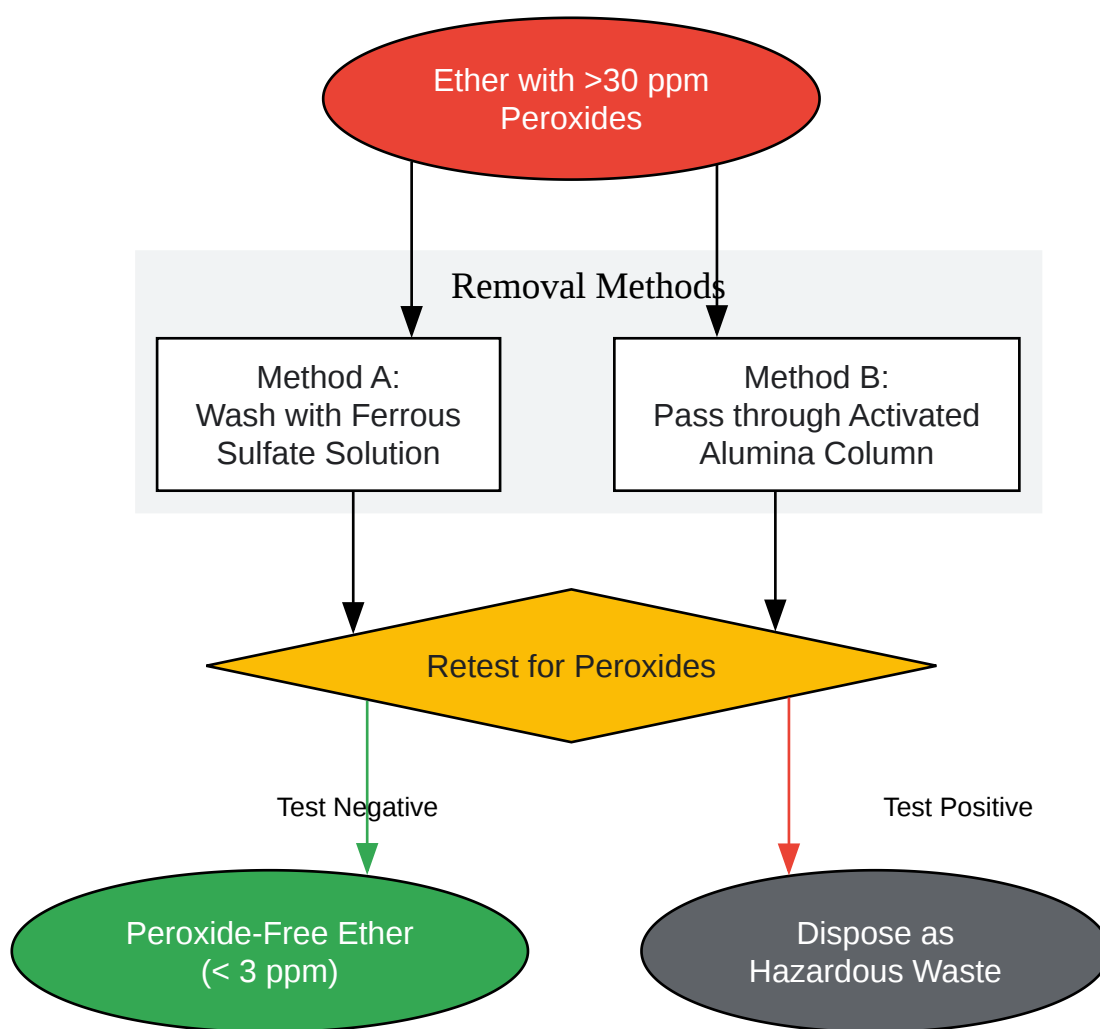 Ether with >30 ppm
Peroxides
Removal Methods
Method A:
Wash with Ferrous
Sulfate Solution
Method B:
Pass through Activated
Alumina Column
Retest for Peroxides
Test Negative
Test Positive
Peroxide-Free Ether
(< 3 ppm)
Dispose as
Hazardous Waste